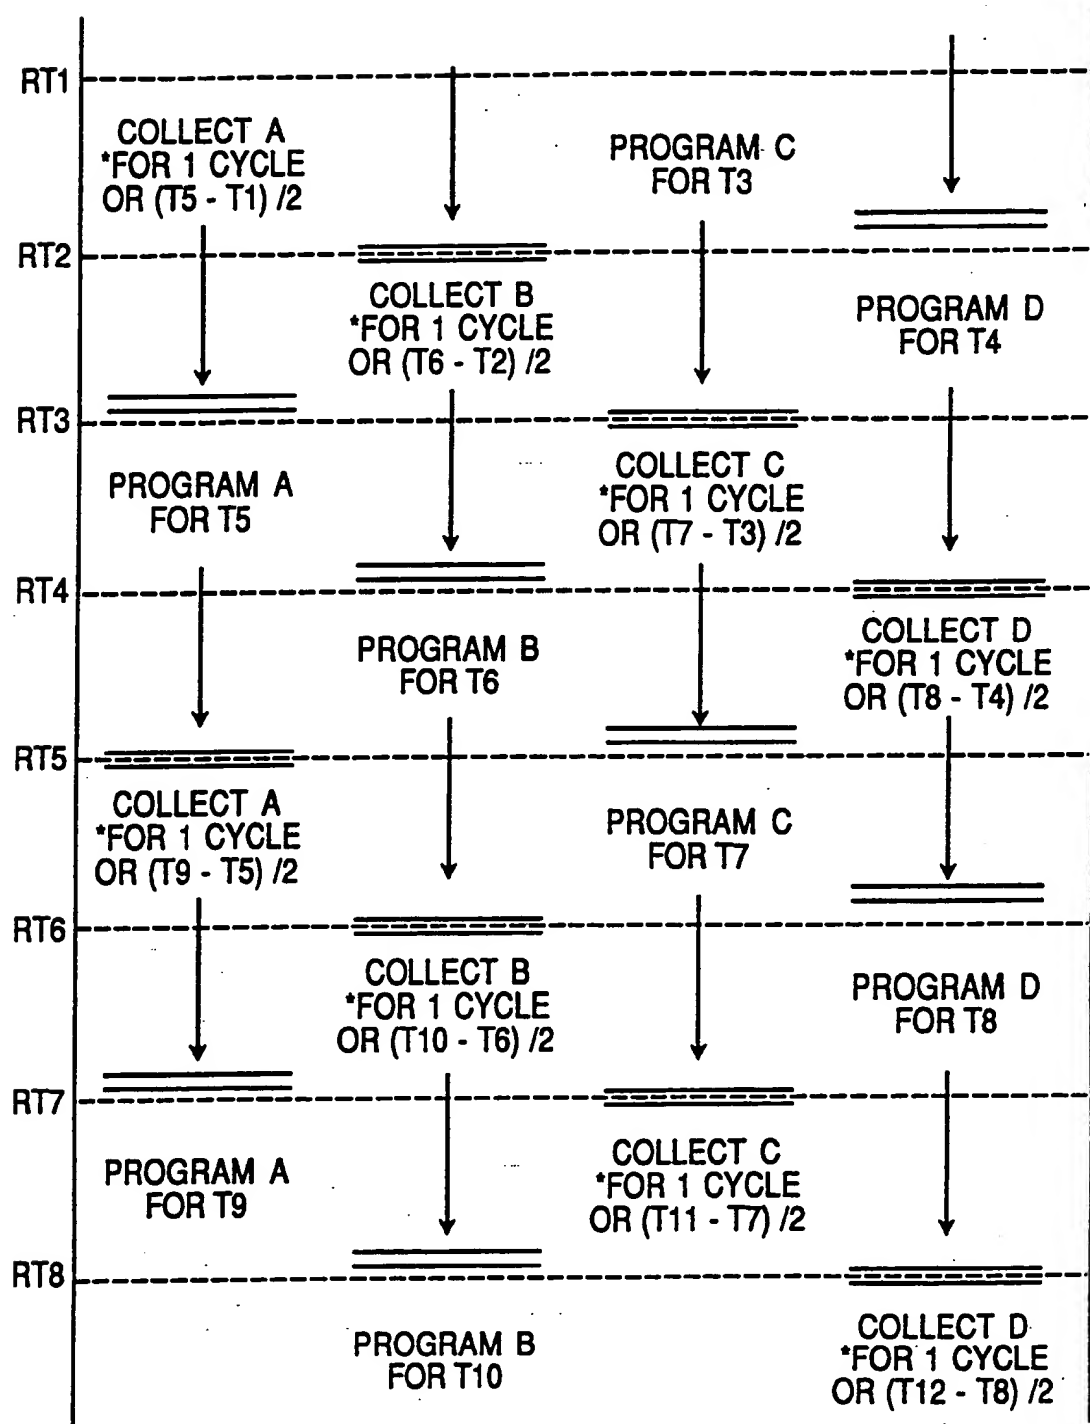 RT1
COLLECT A
*FOR 1 CYCLE
OR (T5 - T1) /2
PROGRAM C
FOR T3
RT2
COLLECT B
*FOR 1 CYCLE
OR (T6 - T2) /2
PROGRAM D
FOR T4
RT3
PROGRAM A
FOR T5
COLLECT C
*FOR 1 CYCLE
OR (T7 - T3) /2
RT4
PROGRAM B
FOR T6
COLLECT D
*FOR 1 CYCLE
OR (T8 - T4) /2
RT5
COLLECT A
*FOR 1 CYCLE
OR (T9 - T5) /2
PROGRAM C
FOR T7
RT6
COLLECT B
*FOR 1 CYCLE
OR (T10 - T6) /2
PROGRAM D
FOR T8
RT7
PROGRAM A
FOR T9
COLLECT C
*FOR 1 CYCLE
OR (T11 - T7) /2
RT8
PROGRAM B
FOR T10
COLLECT D
*FOR 1 CYCLE
OR (T12 - T8) /2